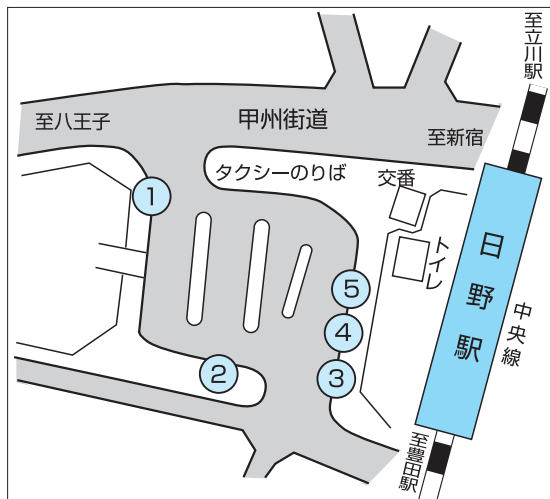 至立川駅
甲州街道
至八王子
至新宿
タクシーのりば
交番
トイレ
日野駅
中央線
1
5
4
3
2
至豊田駅